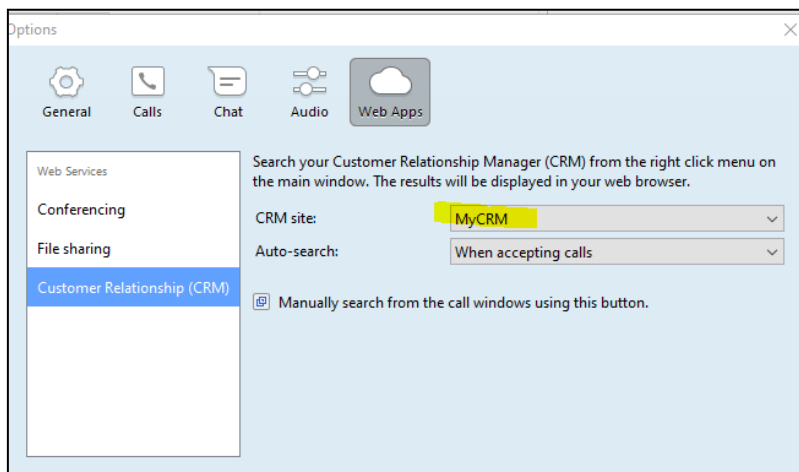 Options
General Calls Chat Audio Web Apps
Web Services
Conferencing
File sharing
Customer Relationship (CRM)
Search your Customer Relationship Manager (CRM) from the right click menu on
the main window. The results will be displayed in your web browser.
CRM site: MyCRM
Auto-search: When accepting calls
Manually search from the call windows using this button.